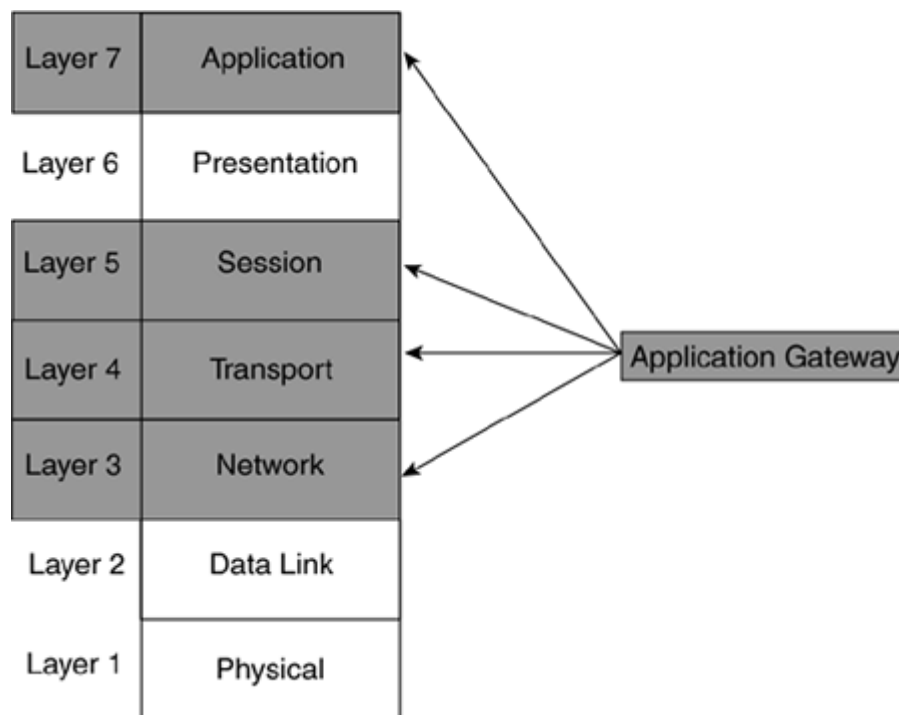 Layer 7 Application
Layer 6 Presentation
Layer 5 Session
Application Gateway
Layer 4 Transport
Layer 3 Network
Layer 2 Data Link
Layer 1 Physical